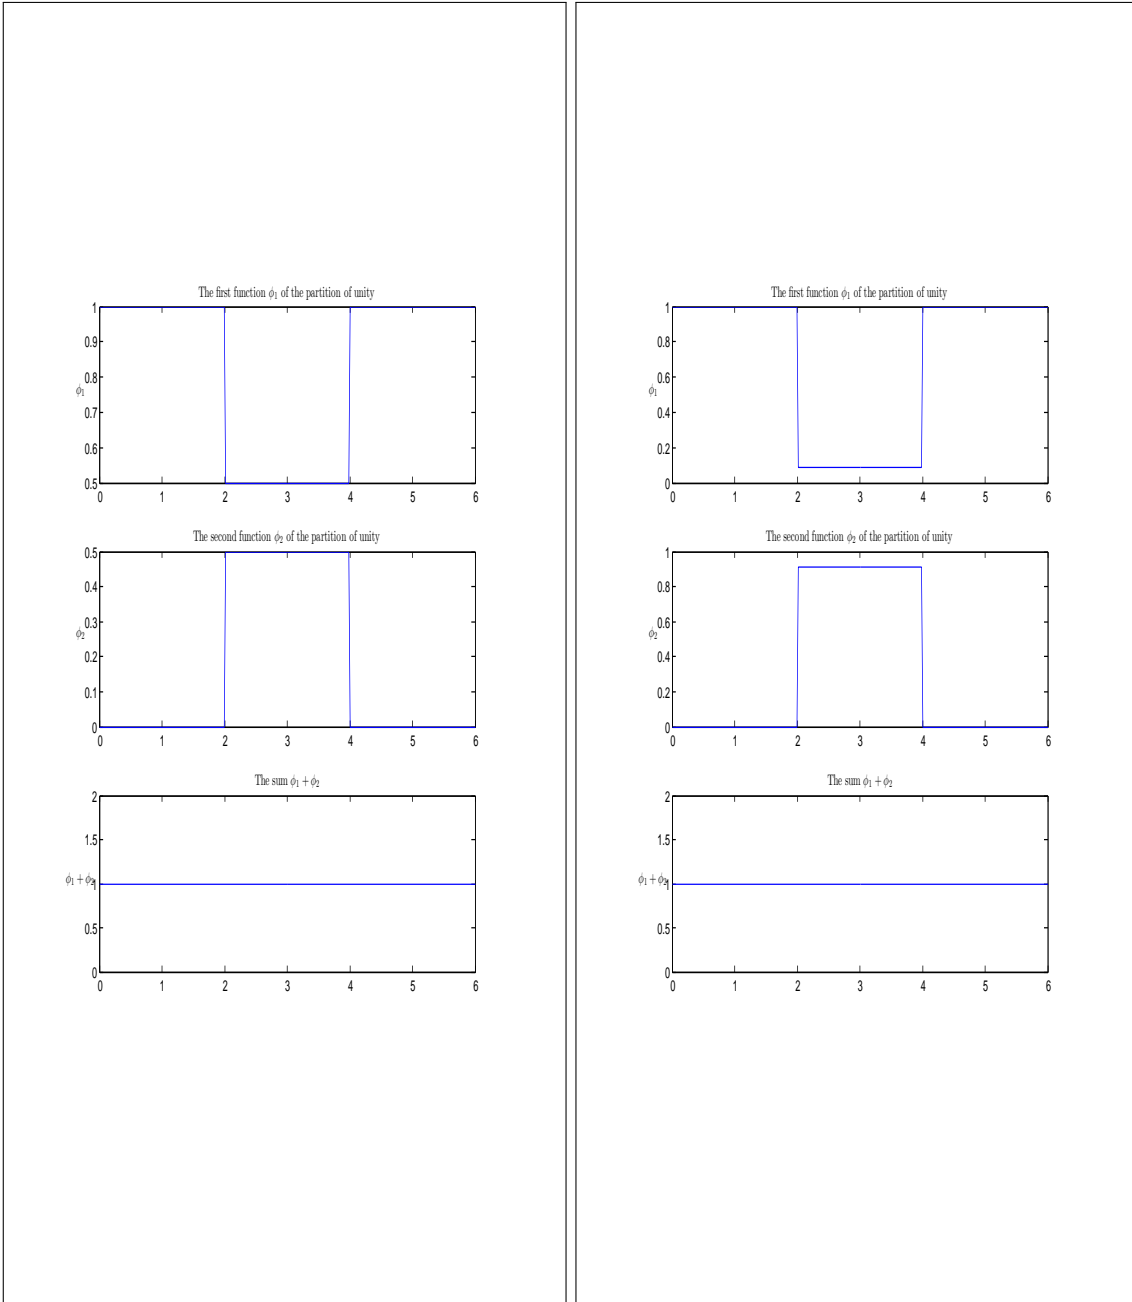 The first function ϕ₁ of the partition of unity
1
0.9
0.8
ϕ₁
0.7
0.6
0.5
0 1 2 3 4 5 6
The second function ϕ₂ of the partition of unity
0.5
0.4
0.3
ϕ₂
0.2
0.1
0
0 1 2 3 4 5 6
The sum ϕ₁ + ϕ₂
2
1.5
ϕ₁ + ϕ₂
1
0.5
0
0 1 2 3 4 5 6
The first function ϕ₁ of the partition of unity
1
0.8
0.6
ϕ₁
0.4
0.2
0
0 1 2 3 4 5 6
The second function ϕ₂ of the partition of unity
1
0.8
0.6
ϕ₂
0.4
0.2
0
0 1 2 3 4 5 6
The sum ϕ₁ + ϕ₂
2
1.5
ϕ₁ + ϕ₂
1
0.5
0
0 1 2 3 4 5 6